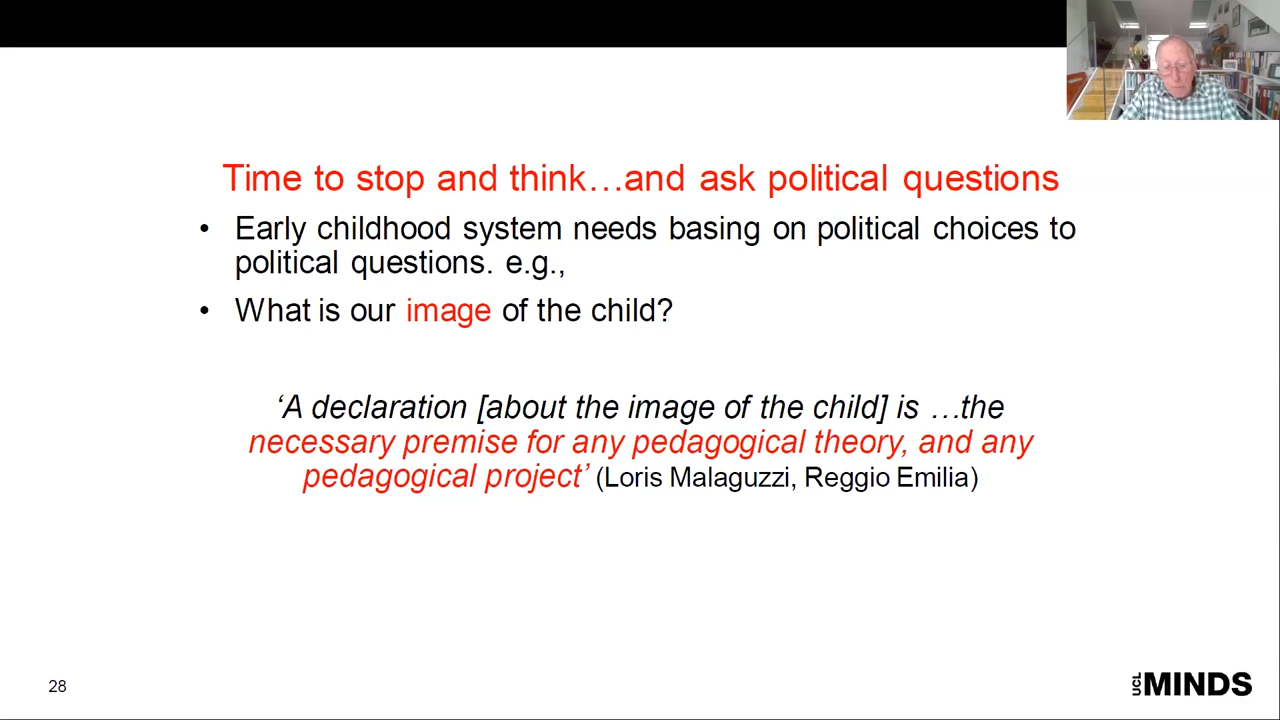 Time to stop and think…and ask political questions
• Early childhood system needs basing on political choices to
political questions. e.g.,
• What is our image of the child?
‘A declaration [about the image of the child] is …the
necessary premise for any pedagogical theory, and any
pedagogical project’ (Loris Malaguzzi, Reggio Emilia)
28
UCL MINDS